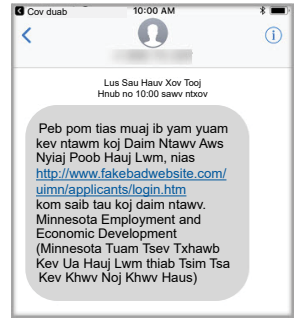 Cov duab
10:00 AM
Lus Sau Hauv Xov Tooj
Hnub no 10:00 sawv ntxov
Peb pom tias muaj ib yam yuam
kev ntawm koj Daim Ntawv Aws
Nyiaj Poob Hauj Lwm, nias
http://www.fakebadwebsite.com/
uimn/applicants/login.htm
kom saib tau koj daim ntawv.
Minnesota Employment and
Economic Development
(Minnesota Tuam Tsev Txhawb
Kev Ua Hauj Lwm thiab Tsim Tsa
Kev Khwv Noj Khwv Haus)